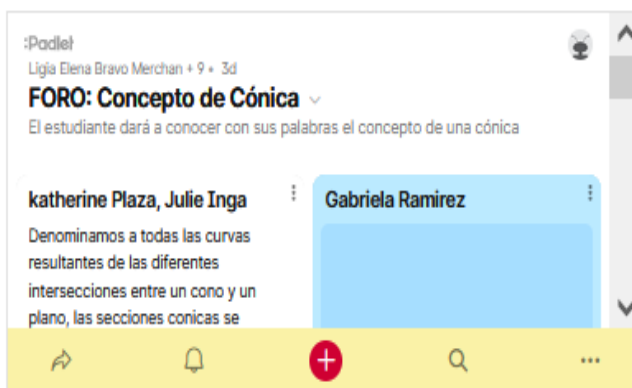 :Padlet
Ligia Elena Bravo Merchan + 9 • 3d
FORO: Concepto de Cónica
El estudiante dará a conocer con sus palabras el concepto de una cónica
katherine Plaza, Julie Inga
Denominamos a todas las curvas
resultantes de las diferentes
intersecciones entre un cono y un
plano, las secciones conicas se
Gabriela Ramirez